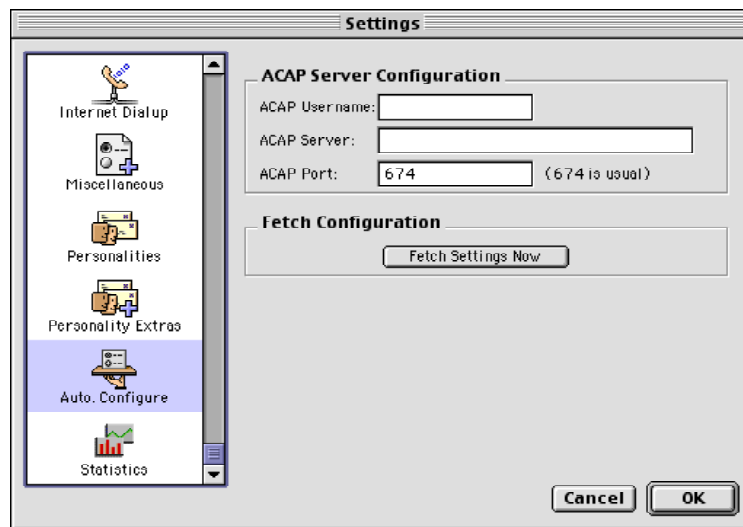 Settings
Internet Dialup
Miscellaneous
Personalities
Personality Extras
Auto. Configure
Statistics
ACAP Server Configuration
ACAP Username:
ACAP Server:
ACAP Port: 674 (674 is usual)
Fetch Configuration
Fetch Settings Now
Cancel OK